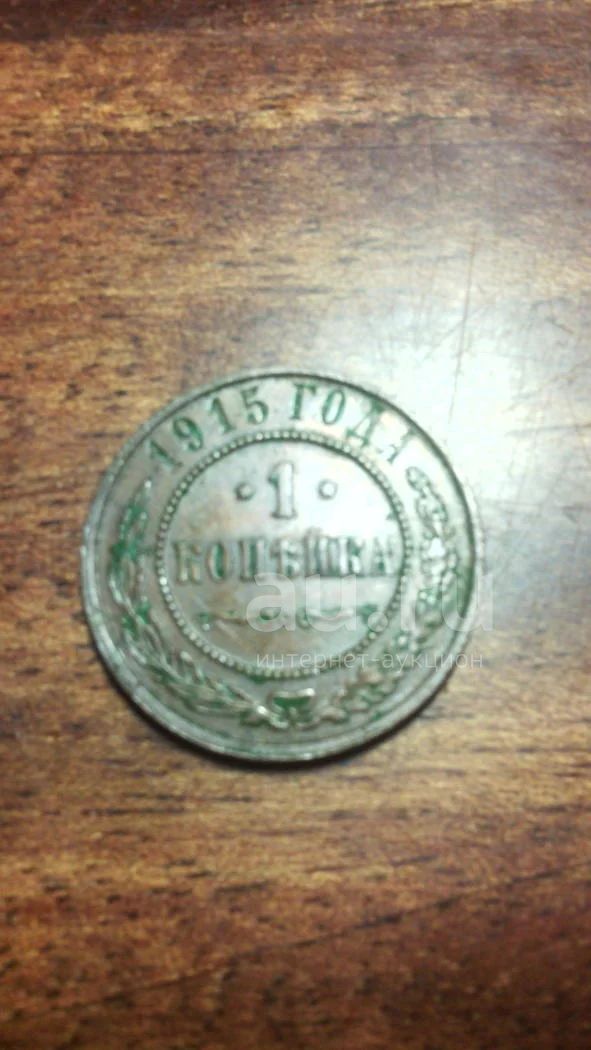 1915 ГОДА
· 1 ·
КОПѢЙКА
au.ru
интернет-аукцион